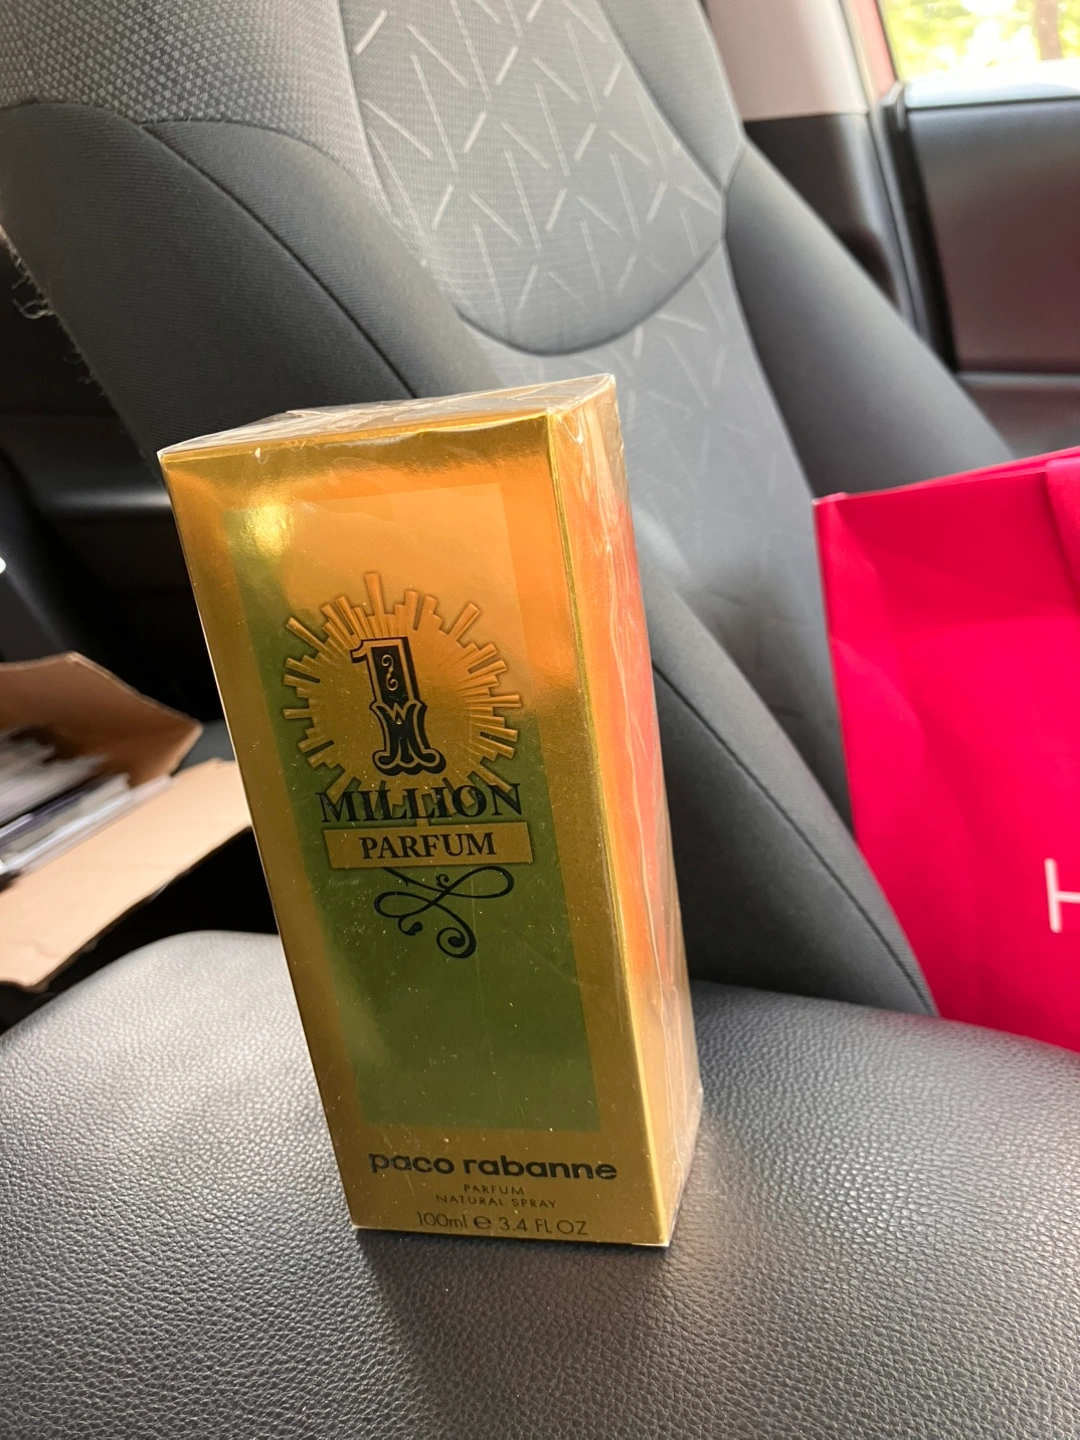 1
MILLION
PARFUM
paco rabanne
PARFUM
NATURAL SPRAY
100ml ℮ 3.4 FL OZ
H